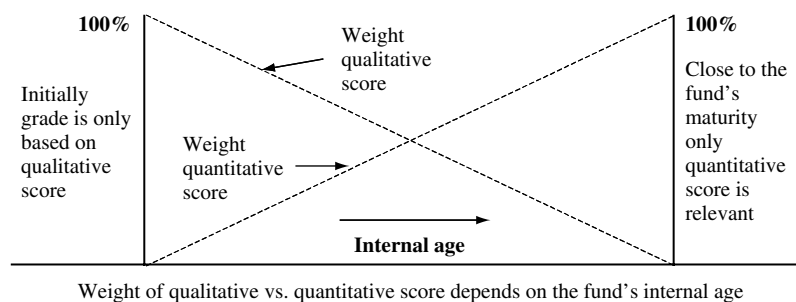 100%
Initially
grade is only
based on
qualitative
score
Weight
qualitative
score
Weight
quantitative
score
Internal age
100%
Close to the
fund's
maturity
only
quantitative
score is
relevant
Weight of qualitative vs. quantitative score depends on the fund's internal age